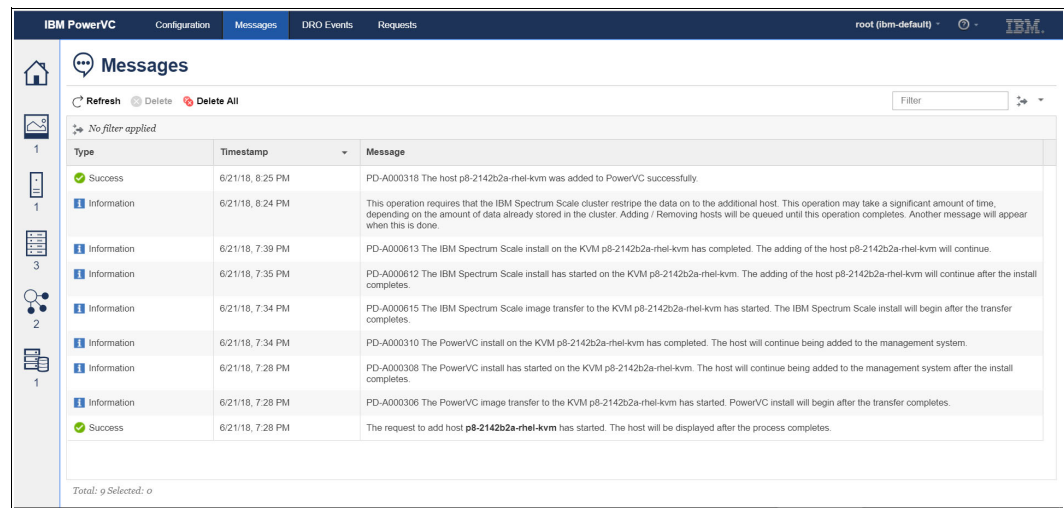 IBM PowerVC
Configuration
Messages
DRO Events
Requests
root (ibm-default)
IBM.
Messages
Refresh
Delete
Delete All
Filter
No filter applied
Type
Timestamp
Message
Success
6/21/18, 8:25 PM
PD-A000318 The host p8-2142b2a-rhel-kvm was added to PowerVC successfully.
Information
6/21/18, 8:24 PM
This operation requires that the IBM Spectrum Scale cluster restripe the data on to the additional host. This operation may take a significant amount of time,
depending on the amount of data already stored in the cluster. Adding / Removing hosts will be queued until this operation completes. Another message will appear
when this is done.
Information
6/21/18, 7:39 PM
PD-A000613 The IBM Spectrum Scale install on the KVM p8-2142b2a-rhel-kvm has completed. The adding of the host p8-2142b2a-rhel-kvm will continue.
Information
6/21/18, 7:35 PM
PD-A000612 The IBM Spectrum Scale install has started on the KVM p8-2142b2a-rhel-kvm. The adding of the host p8-2142b2a-rhel-kvm will continue after the install
completes.
Information
6/21/18, 7:34 PM
PD-A000615 The IBM Spectrum Scale image transfer to the KVM p8-2142b2a-rhel-kvm has started. The IBM Spectrum Scale install will begin after the transfer
completes.
Information
6/21/18, 7:34 PM
PD-A000310 The PowerVC install on the KVM p8-2142b2a-rhel-kvm has completed. The host will continue being added to the management system.
Information
6/21/18, 7:28 PM
PD-A000308 The PowerVC install has started on the KVM p8-2142b2a-rhel-kvm. The host will continue being added to the management system after the install
completes.
Information
6/21/18, 7:28 PM
PD-A000306 The PowerVC image transfer to the KVM p8-2142b2a-rhel-kvm has started. PowerVC install will begin after the transfer completes.
Success
6/21/18, 7:28 PM
The request to add host p8-2142b2a-rhel-kvm has started. The host will be displayed after the process completes.
Total: 9 Selected: 0
1
1
3
2
1